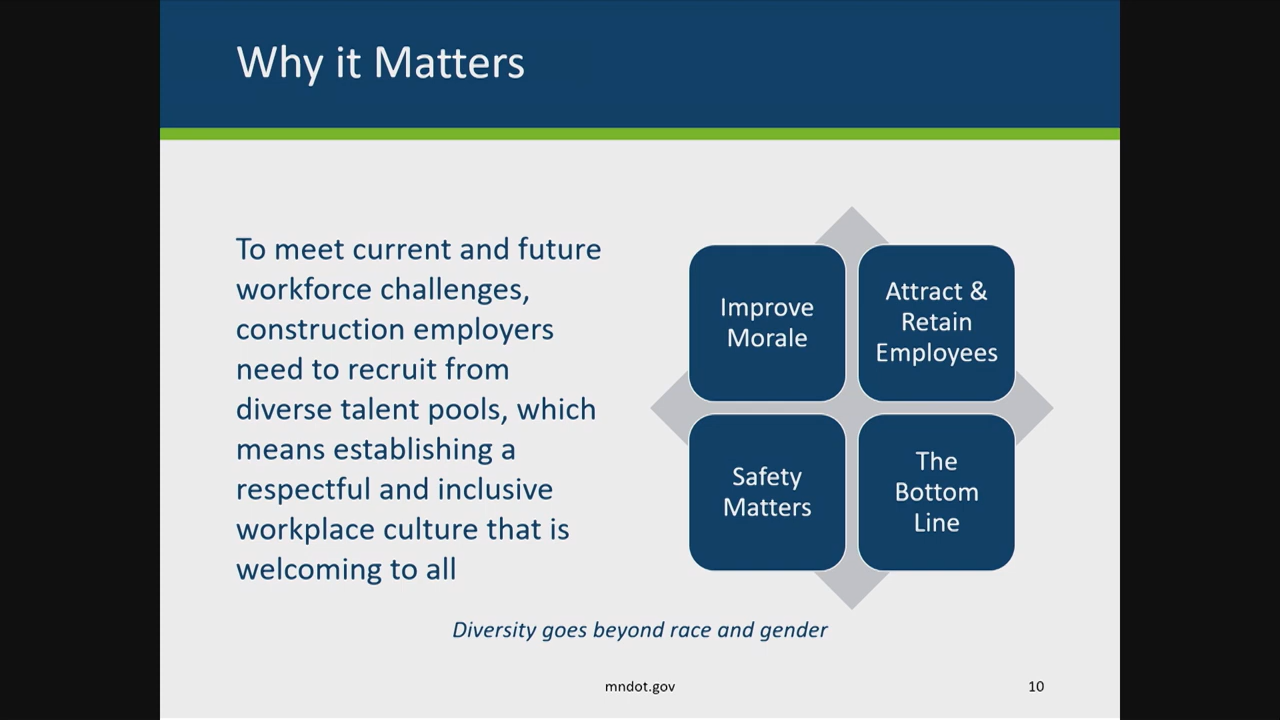 Why it Matters
To meet current and future
workforce challenges,
construction employers
need to recruit from
diverse talent pools, which
means establishing a
respectful and inclusive
workplace culture that is
welcoming to all
Improve
Morale
Attract &
Retain
Employees
Safety
Matters
The
Bottom
Line
Diversity goes beyond race and gender
mndot.gov
10